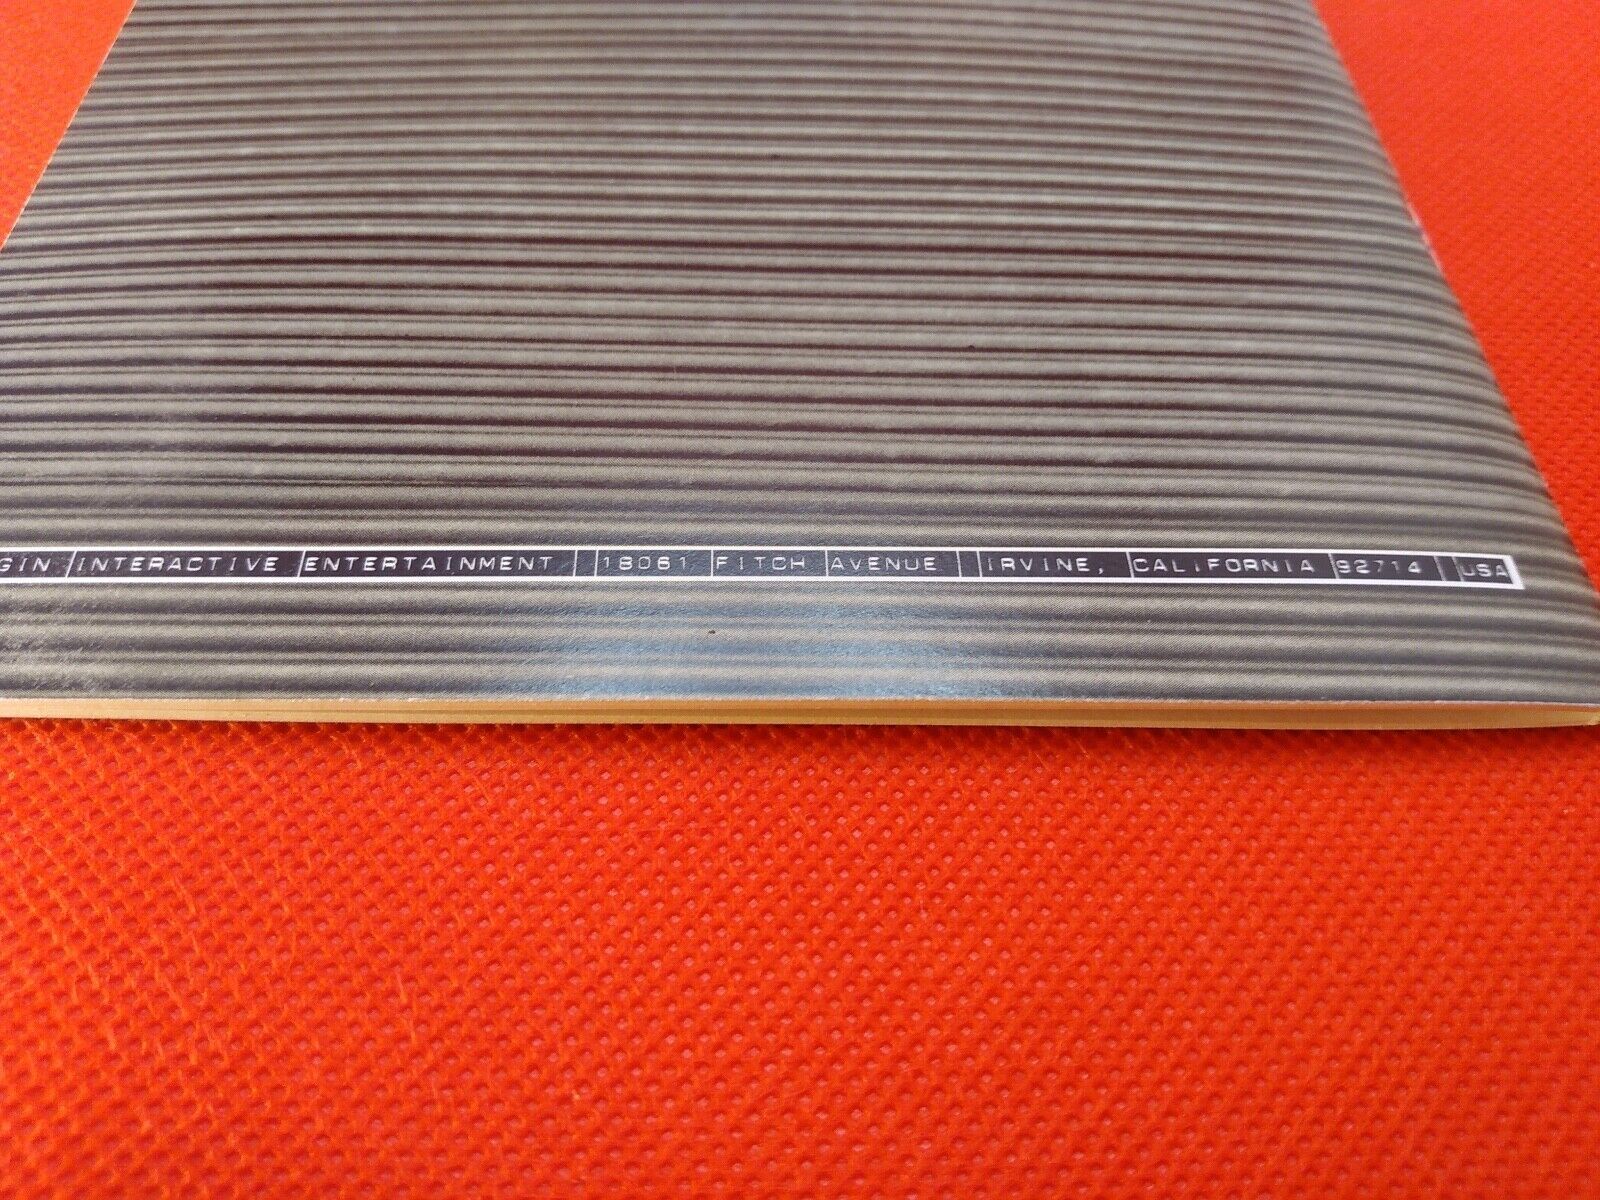 GIN INTERACTIVE ENTERTAINMENT 18061 FITCH AVENUE IRVINE, CALIFORNIA 92714 USA